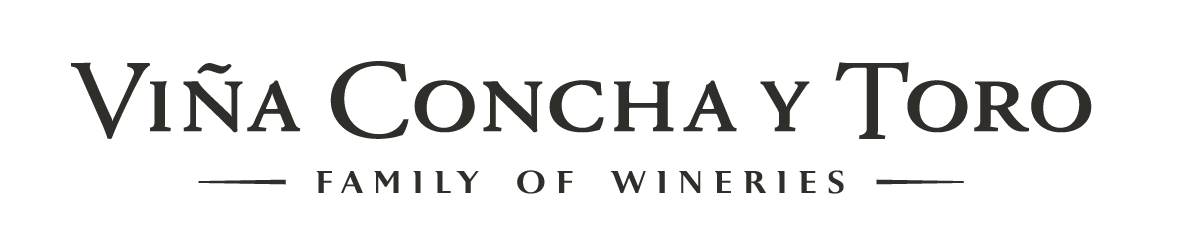 VIÑA CONCHA Y TORO
FAMILY OF WINERIES